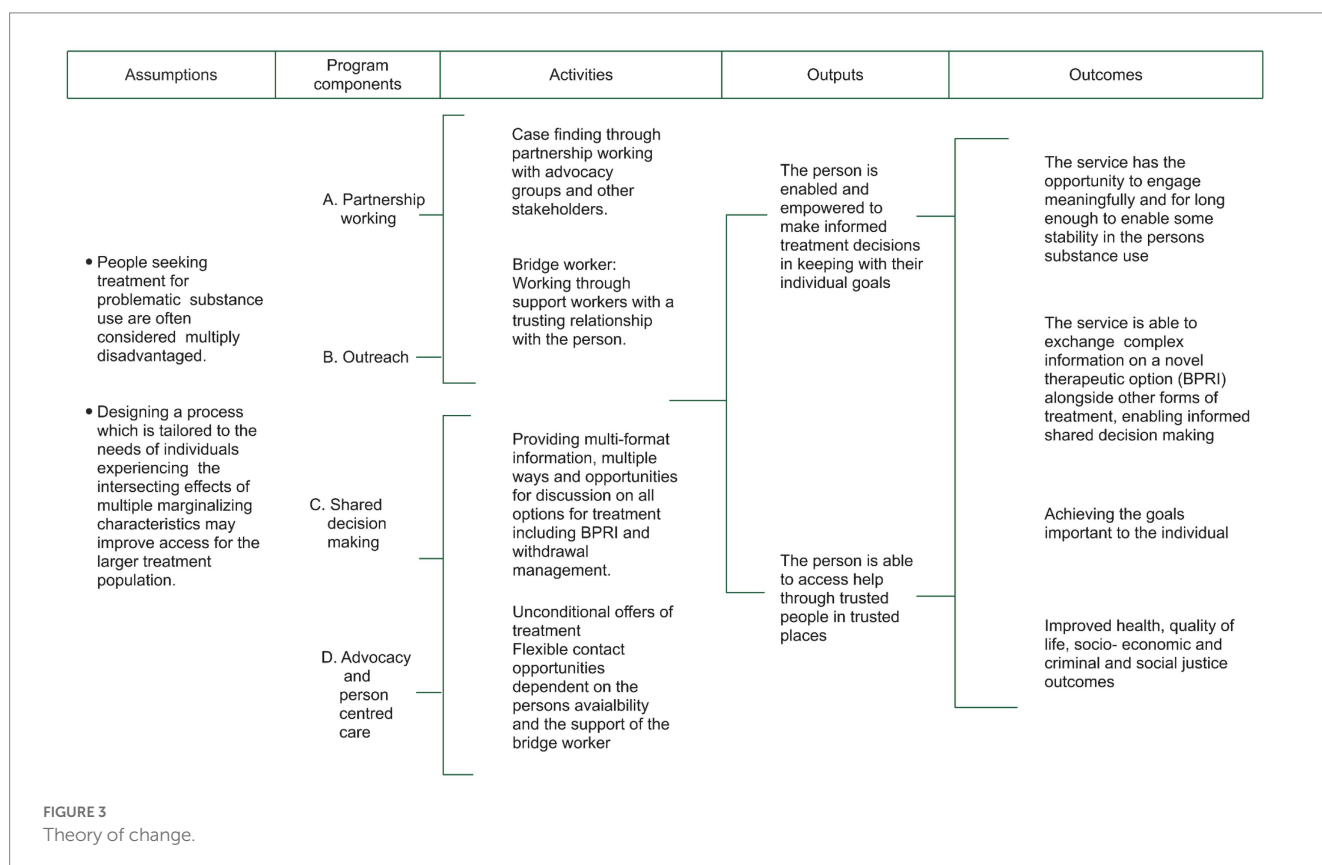 Assumptions
Program
components
Activities
Outputs
Outcomes
• People seeking
treatment for
problematic substance
use are often
considered multiply
disadvantaged.
• Designing a process
which is tailored to the
needs of individuals
experiencing the
intersecting effects of
multiple marginalizing
characteristics may
improve access for the
larger treatment
population.
A. Partnership
working
B. Outreach
C. Shared
decision
making
D. Advocacy
and
person
centred
care
Case finding through
partnership working
with advocacy
groups and other
stakeholders.
Bridge worker:
Working through
support workers with a
trusting relationship
with the person.
Providing multi-format
information, multiple
ways and opportunities
for discussion on all
options for treatment
including BPRI and
withdrawal
management.
Unconditional offers of
treatment
Flexible contact
opportunities
dependent on the
persons avaialbility
and the support of the
bridge worker
The person is
enabled and
empowered to
make informed
treatment decisions
in keeping with their
individual goals
The person is able
to access help
through trusted
people in trusted
places
The service has the
opportunity to engage
meaningfully and for long
enough to enable some
stability in the persons
substance use
The service is able to
exchange complex
information on a novel
therapeutic option (BPRI)
alongside other forms of
treatment, enabling informed
shared decision making
Achieving the goals
important to the individual
Improved health, quality of
life, socio- economic and
criminal and social justice
outcomes
FIGURE 3
Theory of change.